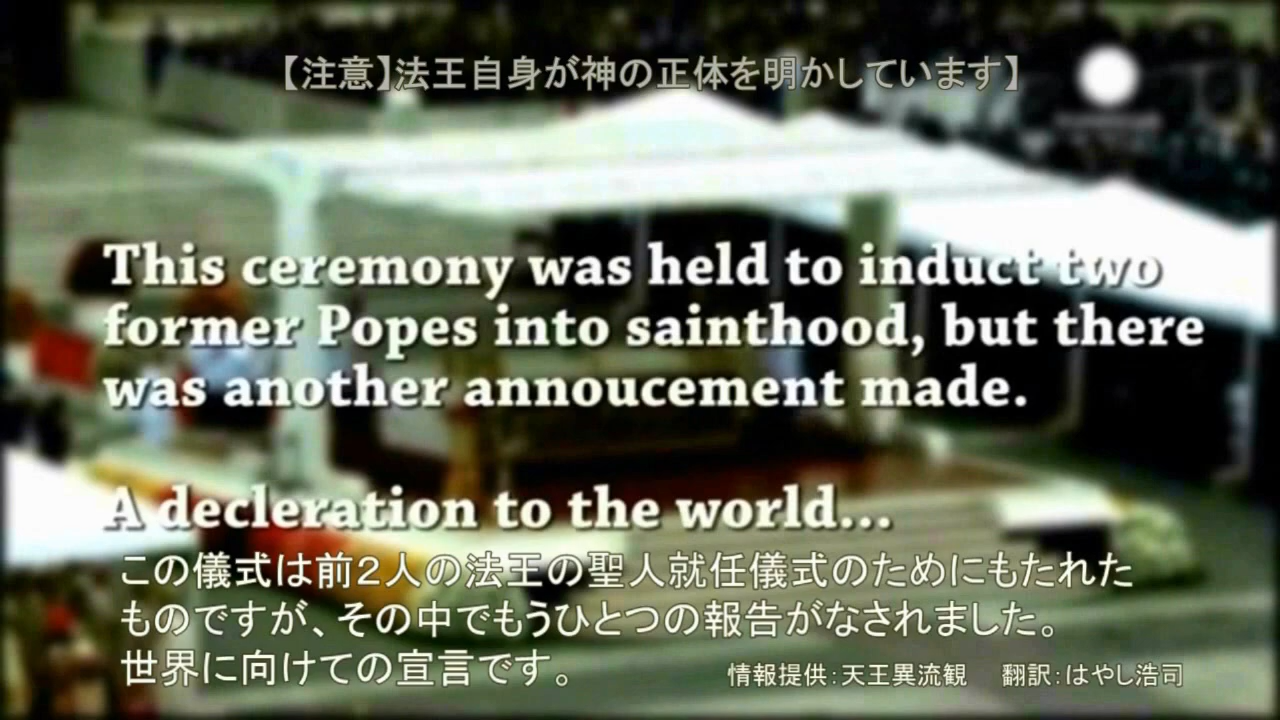 【注意】法王自身が神の正体を明かしています】
This ceremony was held to induct two
former Popes into sainthood, but there
was another annoucement made.
A decleration to the world...
この儀式は前2人の法王の聖人就任儀式のためにもたれた
ものですが、その中でもうひとつの報告がなされました。
世界に向けての宣言です。
情報提供:天王異流観 翻訳:はやし浩司